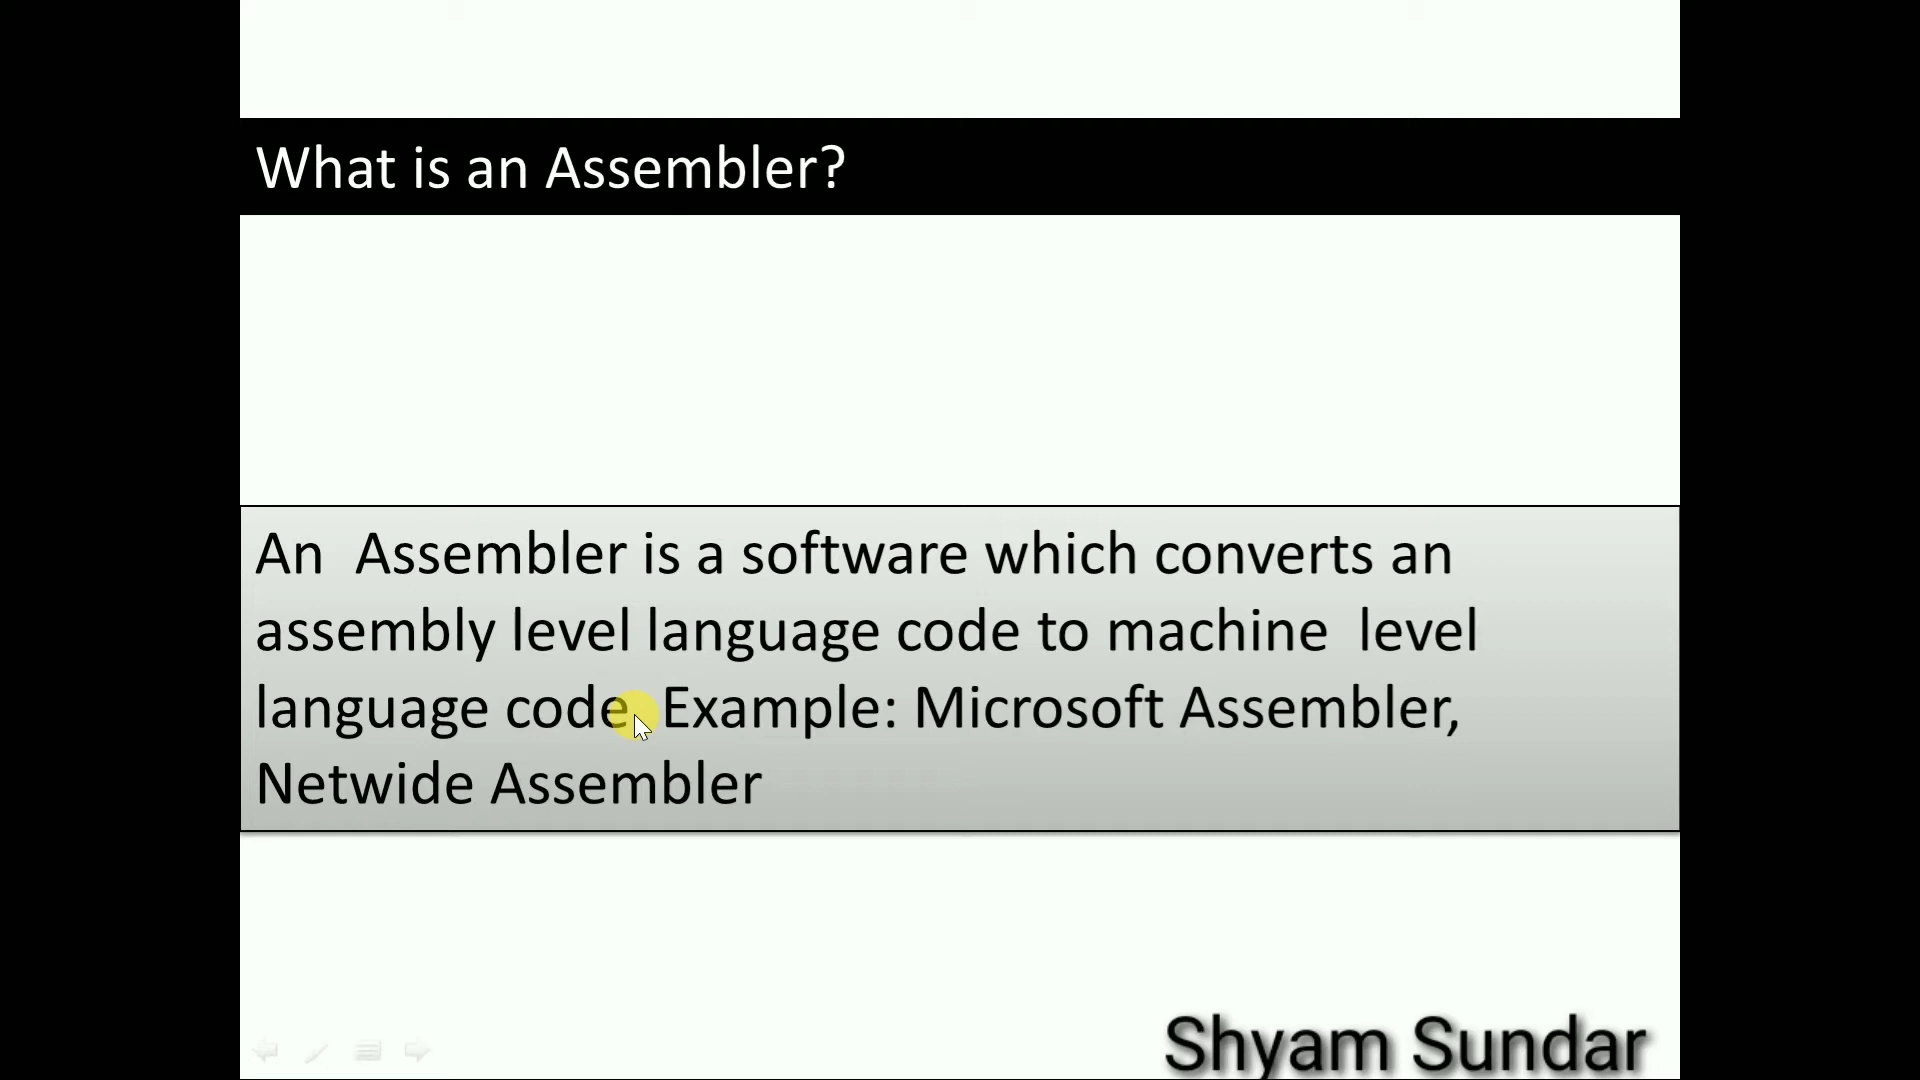 What is an Assembler?
An  Assembler is a software which converts an
assembly level language code to machine  level
language code Example: Microsoft Assembler,
Netwide Assembler
Shyam Sundar